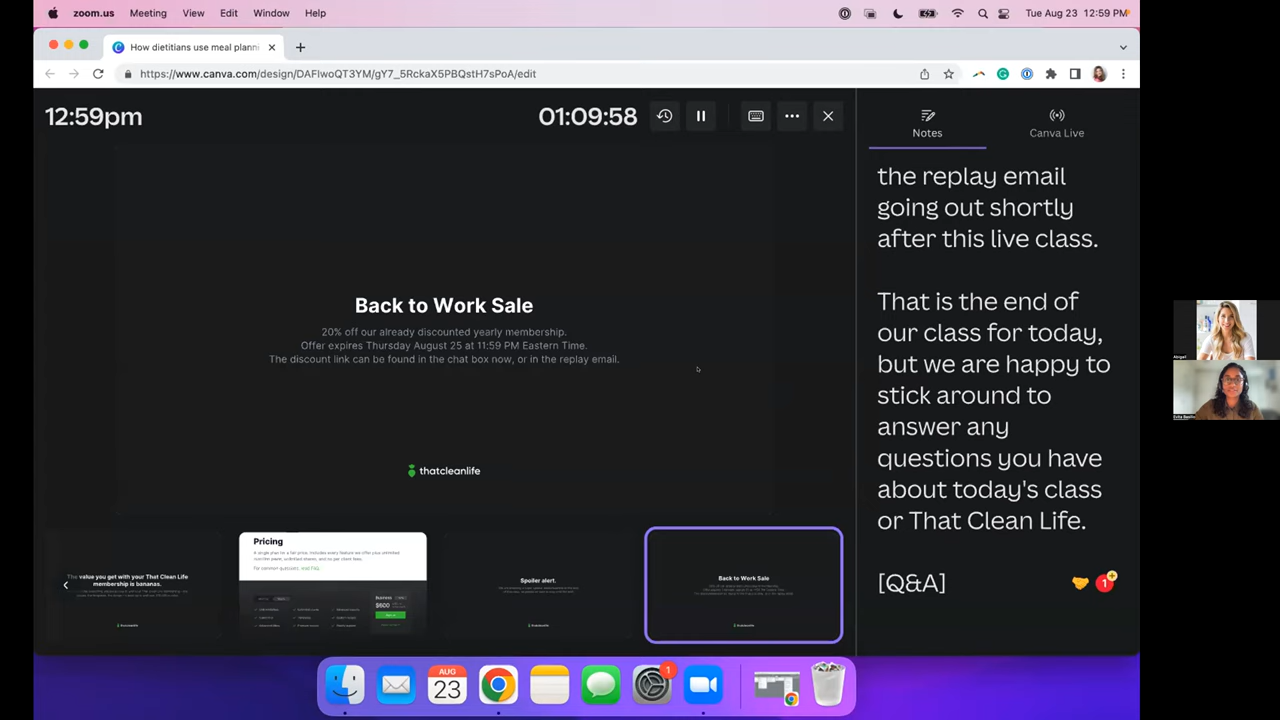 zoom.us Meeting View Edit Window Help
Tue Aug 23 12:59 PM
How dietitians use meal planni
https://www.canva.com/design/DAFIwoQT3YM/gY7_5RckaX5PBQstH7sPoA/edit
12:59pm
01:09:58
Notes
Canva Live
the replay email
going out shortly
after this live class.
That is the end of
our class for today,
but we are happy to
stick around to
answer any
questions you have
about today's class
or That Clean Life.
[Q&A]
1
Back to Work Sale
20% off our already discounted yearly membership.
Offer expires Thursday August 25 at 11:59 PM Eastern Time.
The discount link can be found in the chat box now, or in the replay email.
thatcleanlife
The value you get with your That Clean Life
membership is bananas.
thatcleanlife
Pricing
$600
Spoiler alert.
thatcleanlife
Back to Work Sale
thatcleanlife
Abigail
AUG
23
1